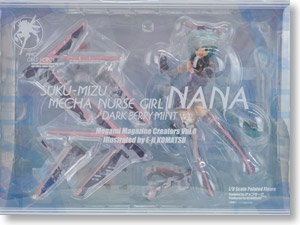 SUKU-MIZU
MECHA NURSE GIRL NANA
DARK BERRY MINT Ver.
Megami Magazine Creators Vol.4
Illustrated by E-ji KOMATSU
1/8 Scale Painted Figure